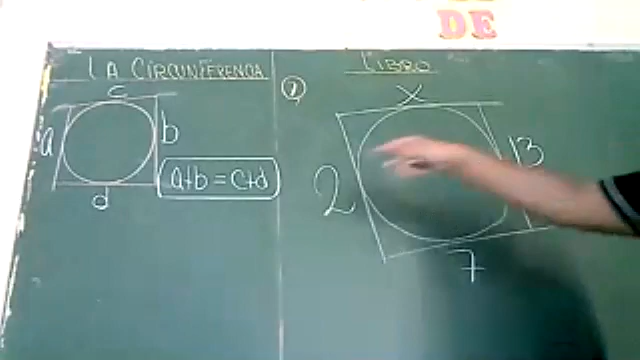 DE
LA CIRCUNFERENCIA
c
a
b
d
a+b = c+d
LIBRO
1
x
2
13
7